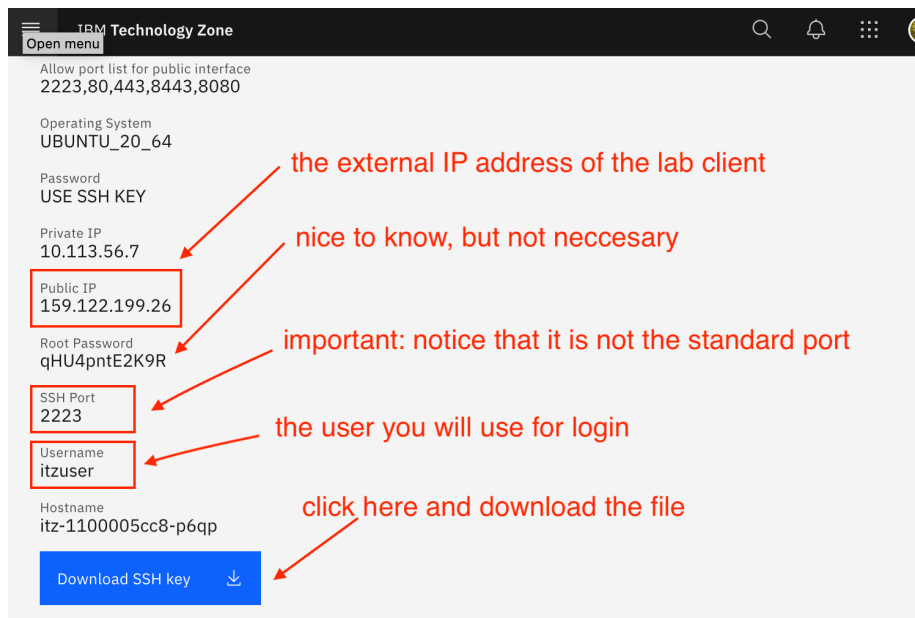 IBM Technology Zone
Open menu
Allow port list for public interface
2223,80,443,8443,8080
Operating System
UBUNTU_20_64
the external IP address of the lab client
Password
USE SSH KEY
Private IP
10.113.56.7
nice to know, but not neccesary
Public IP
159.122.199.26
Root Password
qHU4pntE2K9R
important: notice that it is not the standard port
SSH Port
2223
the user you will use for login
Username
itzuser
Hostname
itz-1100005cc8-p6qp
click here and download the file
Download SSH key